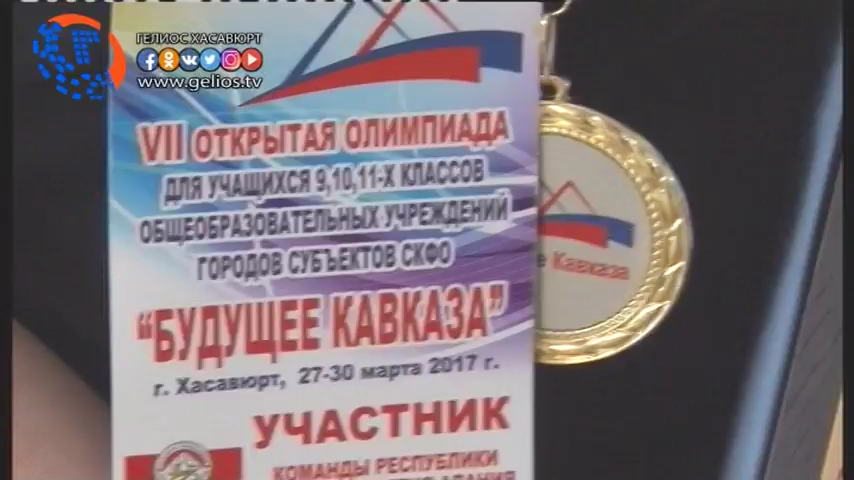 ГЕЛИОС ХАСАВЮРТ
www.gelios.tv
VII ОТКРЫТАЯ ОЛИМПИАДА
ДЛЯ УЧАЩИХСЯ 9,10,11-Х КЛАССОВ
ОБЩЕОБРАЗОВАТЕЛЬНЫХ УЧРЕЖДЕНИЙ
ГОРОДОВ СУБЪЕКТОВ СКФО
"БУДУЩЕЕ КАВКАЗА"
г. Хасавюрт, 27-30 марта 2017 г.
УЧАСТНИК
КОМАНДЫ РЕСПУБЛИКИ
Кавказа